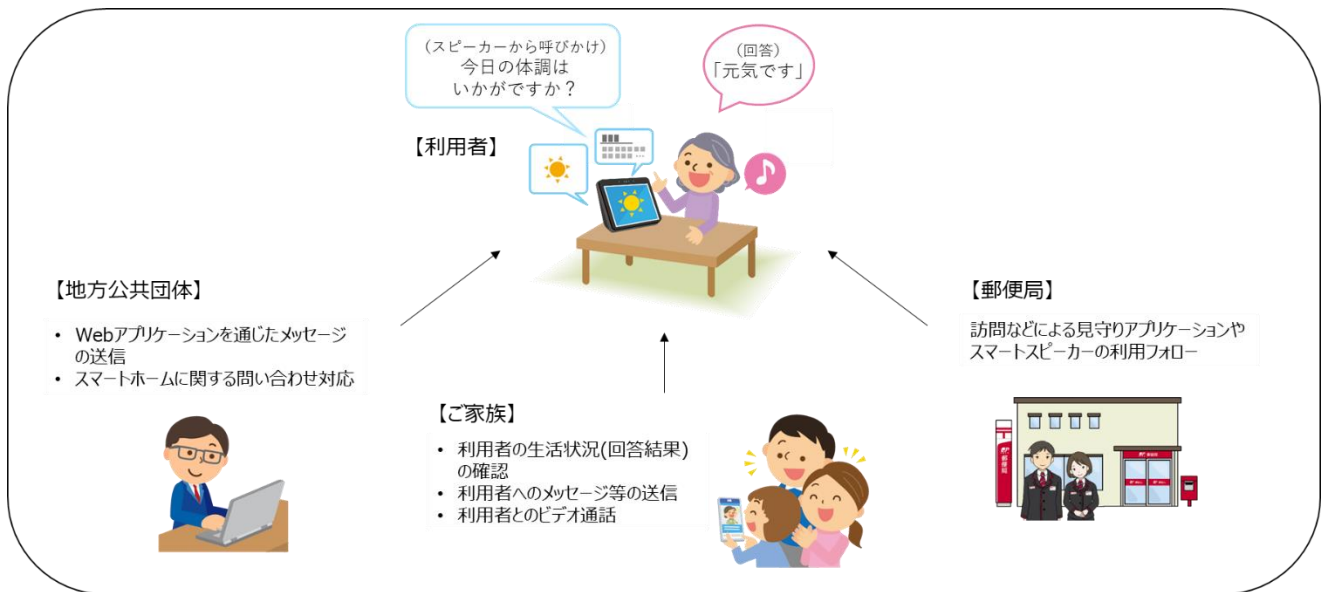 (スピーカーから呼びかけ)
今日の体調は
いかがですか?
(回答)
「元気です」
【利用者】
【地方公共団体】
• Webアプリケーションを通じたメッセージ
の送信
• スマートホームに関する問い合わせ対応
【ご家族】
• 利用者の生活状況(回答結果)
の確認
• 利用者へのメッセージ等の送信
• 利用者とのビデオ通話
【郵便局】
訪問などによる見守りアプリケーションや
スマートスピーカーの利用フォロー
〒
郵便局